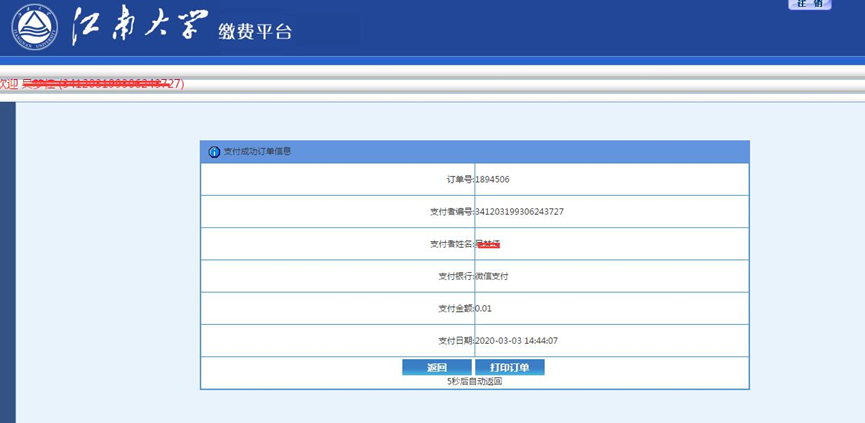 江南大学 缴费平台
注 销
欢迎
支付成功订单信息
订单号:1894506
支付者编号:341203199306243727
支付者姓名:
支付银行:微信支付
支付金额:0.01
支付日期:2020-03-03 14:44:07
返回 打印订单
5秒后自动返回